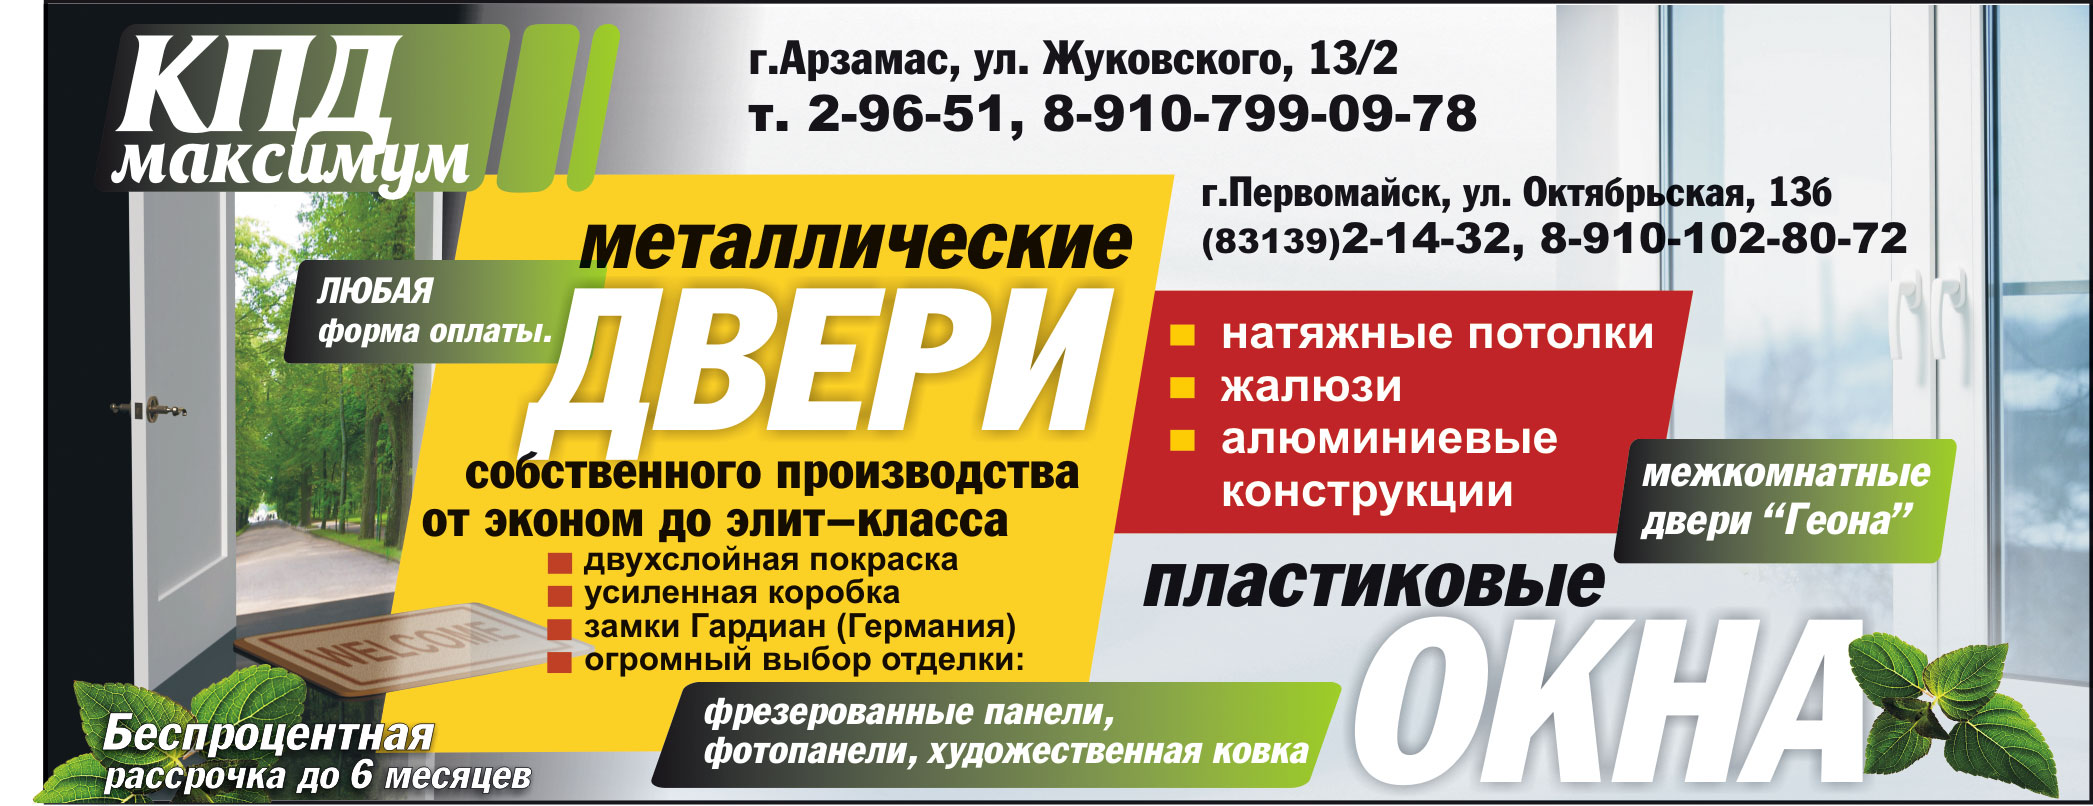 КПД
максимум
г.Арзамас, ул. Жуковского, 13/2
т. 2-96-51, 8-910-799-09-78
г.Первомайск, ул. Октябрьская, 13б
(83139)2-14-32, 8-910-102-80-72
ЛЮБАЯ
форма оплаты.
металлические
ДВЕРИ
собственного производства
от эконом до элит–класса
двухслойная покраска
усиленная коробка
замки Гардиан (Германия)
огромный выбор отделки:
фрезерованные панели,
фотопанели, художественная ковка
WELCOME
Беспроцентная
рассрочка до 6 месяцев
натяжные потолки
жалюзи
алюминиевые
конструкции
межкомнатные
двери “Геона”
пластиковые
ОКНА